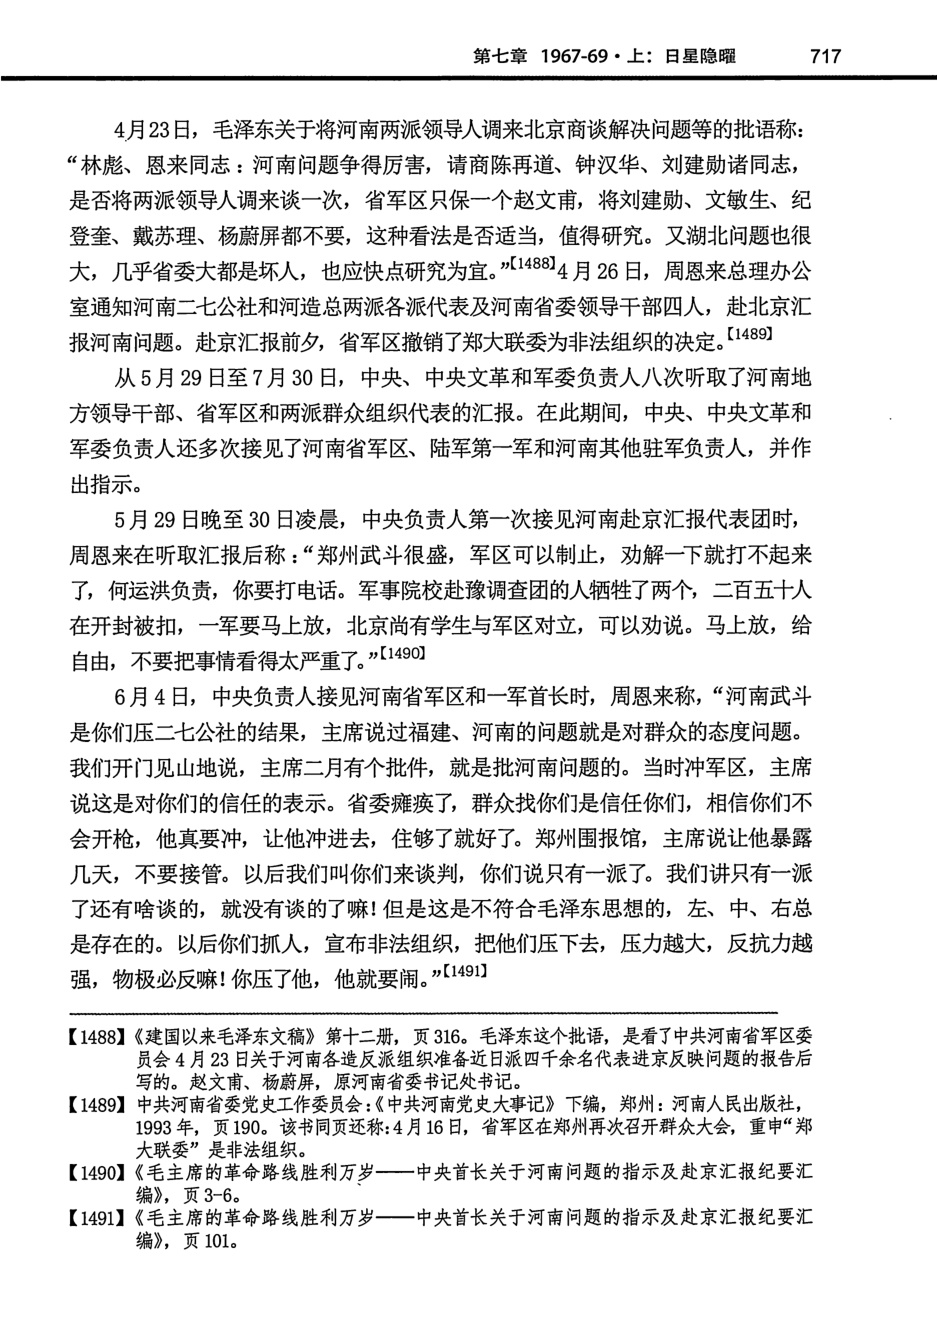 第七章 1967-69·上：日星隐曜 717
4月23日，毛泽东关于将河南两派领导人调来北京商谈解决问题等的批语称：
“林彪、恩来同志：河南问题争得厉害，请商陈再道、钟汉华、刘建勋诸同志，
是否将两派领导人调来谈一次，省军区只保一个赵文甫，将刘建勋、文敏生、纪
登奎、戴苏理、杨蔚屏都不要，这种看法是否适当，值得研究。又湖北问题也很
大，几乎省委大都是坏人，也应快点研究为宜。”【1488】4月26日，周恩来总理办公
室通知河南二七公社和河造总两派各派代表及河南省委领导干部四人，赴北京汇
报河南问题。赴京汇报前夕，省军区撤销了郑大联委为非法组织的决定。【1489】
从5月29日至7月30日，中央、中央文革和军委负责人八次听取了河南地
方领导干部、省军区和两派群众组织代表的汇报。在此期间，中央、中央文革和
军委负责人还多次接见了河南省军区、陆军第一军和河南其他驻军负责人，并作
出指示。
5月29日晚至30日凌晨，中央负责人第一次接见河南赴京汇报代表团时，
周恩来在听取汇报后称：“郑州武斗很盛，军区可以制止，劝解一下就打不起来
了，何运洪负责，你要打电话。军事院校赴豫调查团的人牺牲了两个，二百五十人
在开封被扣，一军要马上放，北京尚有学生与军区对立，可以劝说。马上放，给
自由，不要把事情看得太严重了。”【1490】
6月4日，中央负责人接见河南省军区和一军首长时，周恩来称，“河南武斗
是你们压二七公社的结果，主席说过福建、河南的问题就是对群众的态度问题。
我们开门见山地说，主席二月有个批件，就是批河南问题的。当时冲军区，主席
说这是对你们的信任的表示。省委瘫痪了，群众找你们是信任你们，相信你们不
会开枪，他真要冲，让他冲进去，住够了就好了。郑州围报馆，主席说让他暴露
几天，不要接管。以后我们叫你们来谈判，你们说只有一派了。我们讲只有一派
了还有啥谈的，就没有谈的了嘛！但是这是不符合毛泽东思想的，左、中、右总
是存在的。以后你们抓人，宣布非法组织，把他们压下去，压力越大，反抗力越
强，物极必反嘛！你压了他，他就要闹。”【1491】
【1488】《建国以来毛泽东文稿》第十二册，页316。毛泽东这个批语，是看了中共河南省军区委
员会4月23日关于河南各造反派组织准备近日派四千余名代表进京反映问题的报告后
写的。赵文甫、杨蔚屏，原河南省委书记处书记。
【1489】中共河南省委党史工作委员会：《中共河南党史大事记》下编，郑州：河南人民出版社，
1993年，页190。该书同页还称：4月16日，省军区在郑州再次召开群众大会，重申“郑
大联委”是非法组织。
【1490】《毛主席的革命路线胜利万岁——中央首长关于河南问题的指示及赴京汇报纪要汇
编》，页3-6。
【1491】《毛主席的革命路线胜利万岁——中央首长关于河南问题的指示及赴京汇报纪要汇
编》，页101。